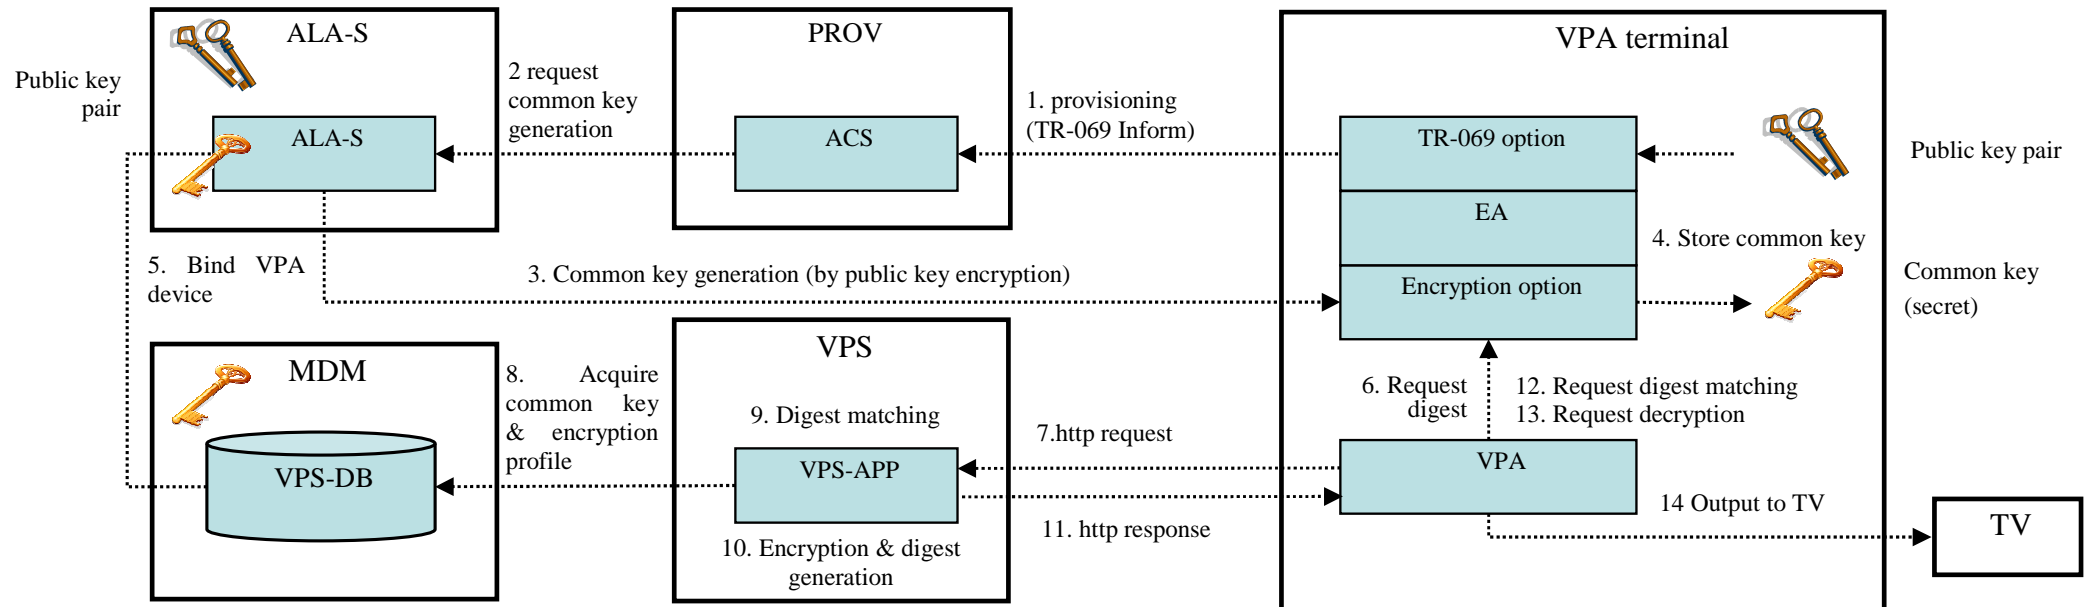 ALA-S
PROV
VPA terminal
Public key
pair
2 request
common key
generation
1. provisioning
(TR-069 Inform)
ALA-S
ACS
TR-069 option
Public key pair
EA
4. Store common key
5. Bind VPA
device
3. Common key generation (by public key encryption)
Encryption option
Common key
(secret)
MDM
8. Acquire
common key
& encryption
profile
VPS
9. Digest matching
6. Request
digest
12. Request digest matching
13. Request decryption
7.http request
VPS-DB
VPS-APP
VPA
14 Output to TV
11. http response
10. Encryption & digest
generation
TV